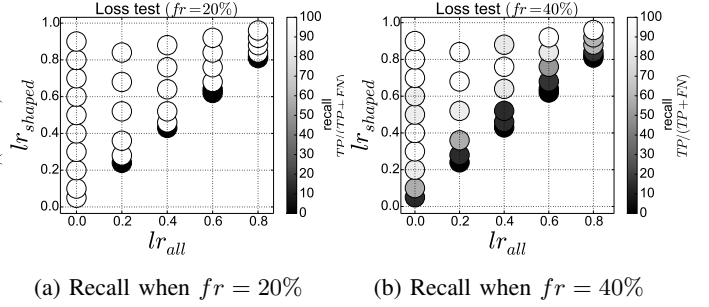 Loss test (fr=20%)
1.0
0.8
0.6
0.4
0.2
0.0
0.0 0.2 0.4 0.6 0.8
lr_shaped
lr_all
100
90
80
70
60
50
40
30
20
10
0
recall
TP/(TP+FN)
(a) Recall when fr = 20%
Loss test (fr=40%)
1.0
0.8
0.6
0.4
0.2
0.0
0.0 0.2 0.4 0.6 0.8
lr_shaped
lr_all
100
90
80
70
60
50
40
30
20
10
0
recall
TP/(TP+FN)
(b) Recall when fr = 40%